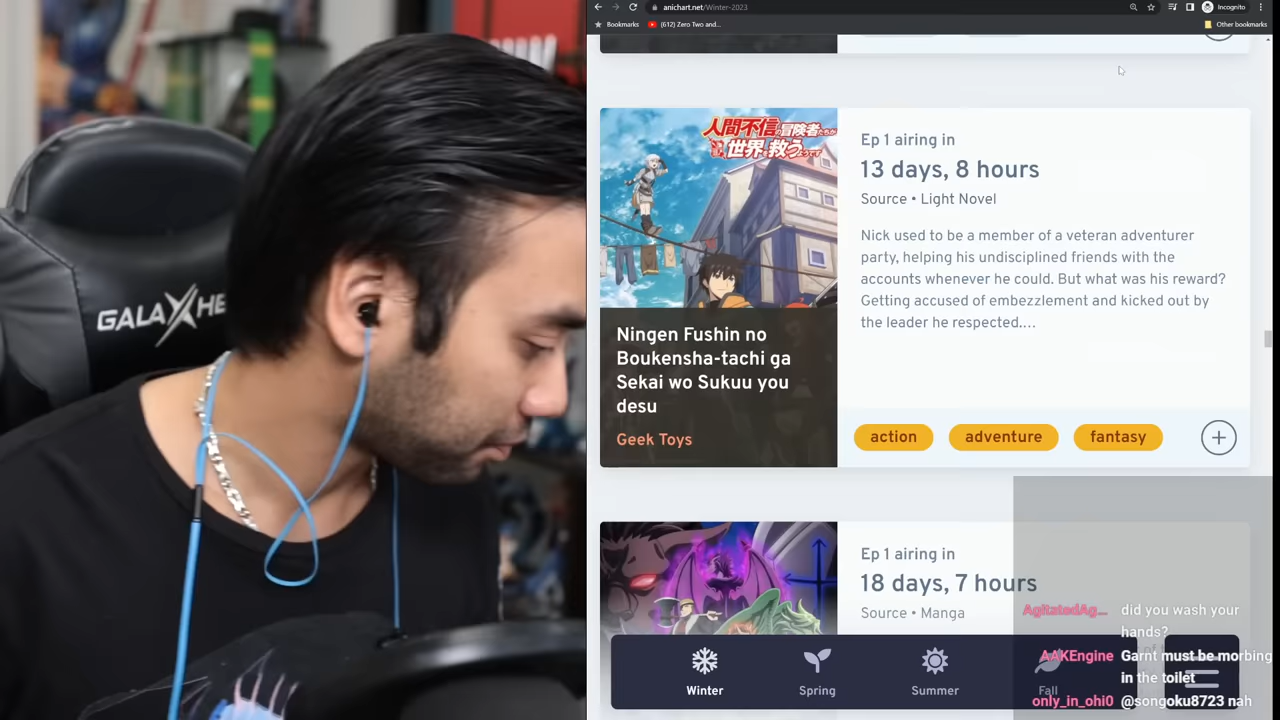 GALAXHE
anichart.net/Winter-2023
Incognito
Bookmarks
(612) Zero Two and...
Other bookmarks
人間不信の冒険者たちが
世界を救うようです
Ep 1 airing in
13 days, 8 hours
Source • Light Novel
Nick used to be a member of a veteran adventurer
party, helping his undisciplined friends with the
accounts whenever he could. But what was his reward?
Getting accused of embezzlement and kicked out by
the leader he respected....
Ningen Fushin no
Boukensha-tachi ga
Sekai wo Sukuu you
desu
Geek Toys
action
adventure
fantasy
Ep 1 airing in
18 days, 7 hours
Source • Manga
AgitatedAg... did you wash your
hands?
AAKEngine Garnt must be morbing
in the toilet
only_in_ohi0 @songoku8723 nah
Winter
Spring
Summer
Fall